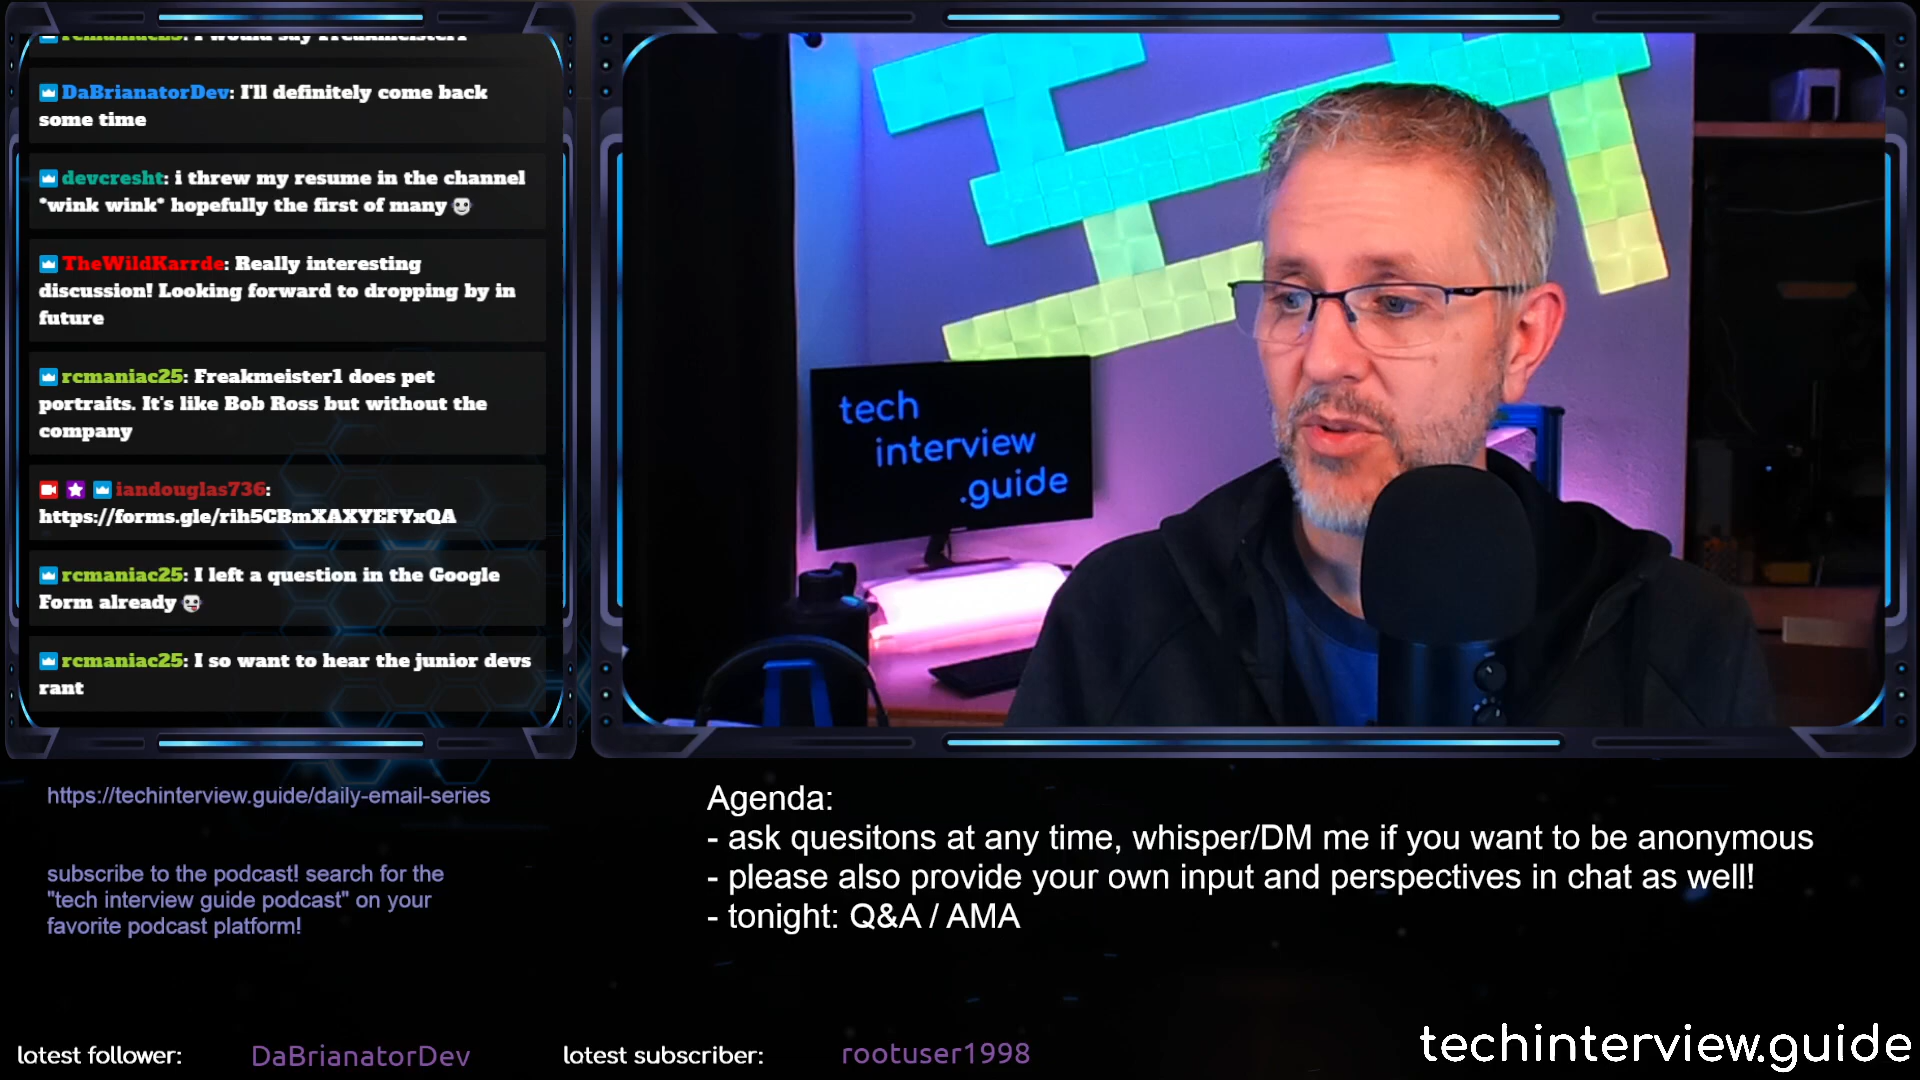 rcmaniac25: I would say Freakmeister1
DaBrianatorDev: I'll definitely come back
some time
devcresht: i threw my resume in the channel
*wink wink* hopefully the first of many
TheWildKarrde: Really interesting
discussion! Looking forward to dropping by in
future
rcmaniac25: Freakmeister1 does pet
portraits. It's like Bob Ross but without the
company
iandouglas736:
https://forms.gle/rih5CBmXAXYEFYxQA
rcmaniac25: I left a question in the Google
Form already
rcmaniac25: I so want to hear the junior devs
rant
tech
interview
.guide
https://techinterview.guide/daily-email-series
subscribe to the podcast! search for the
"tech interview guide podcast" on your
favorite podcast platform!
Agenda:
- ask quesitons at any time, whisper/DM me if you want to be anonymous
- please also provide your own input and perspectives in chat as well!
- tonight: Q&A / AMA
latest follower: DaBrianatorDev
latest subscriber: rootuser1998
techinterview.guide